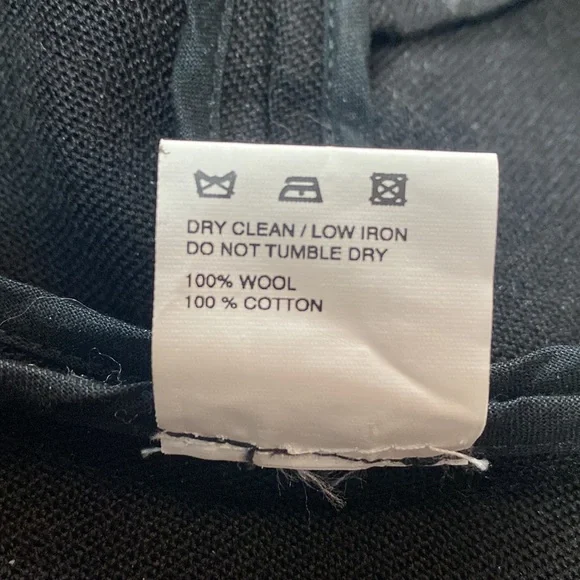 DRY CLEAN / LOW IRON
DO NOT TUMBLE DRY
100% WOOL
100 % COTTON